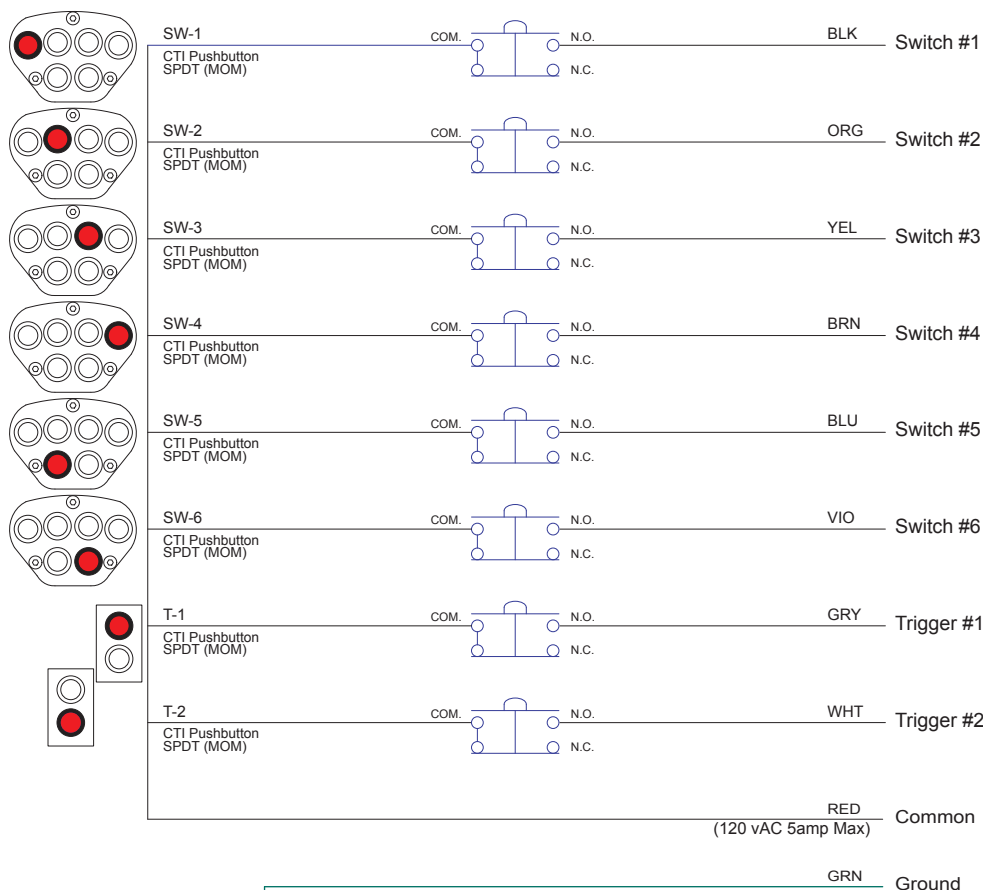 SW-1 COM. N.O. BLK Switch #1
CTI Pushbutton
SPDT (MOM) N.C.
SW-2 COM. N.O. ORG Switch #2
CTI Pushbutton
SPDT (MOM) N.C.
SW-3 COM. N.O. YEL Switch #3
CTI Pushbutton
SPDT (MOM) N.C.
SW-4 COM. N.O. BRN Switch #4
CTI Pushbutton
SPDT (MOM) N.C.
SW-5 COM. N.O. BLU Switch #5
CTI Pushbutton
SPDT (MOM) N.C.
SW-6 COM. N.O. VIO Switch #6
CTI Pushbutton
SPDT (MOM) N.C.
T-1 COM. N.O. GRY Trigger #1
CTI Pushbutton
SPDT (MOM) N.C.
T-2 COM. N.O. WHT Trigger #2
CTI Pushbutton
SPDT (MOM) N.C.
RED Common
(120 vAC 5amp Max)
GRN Ground